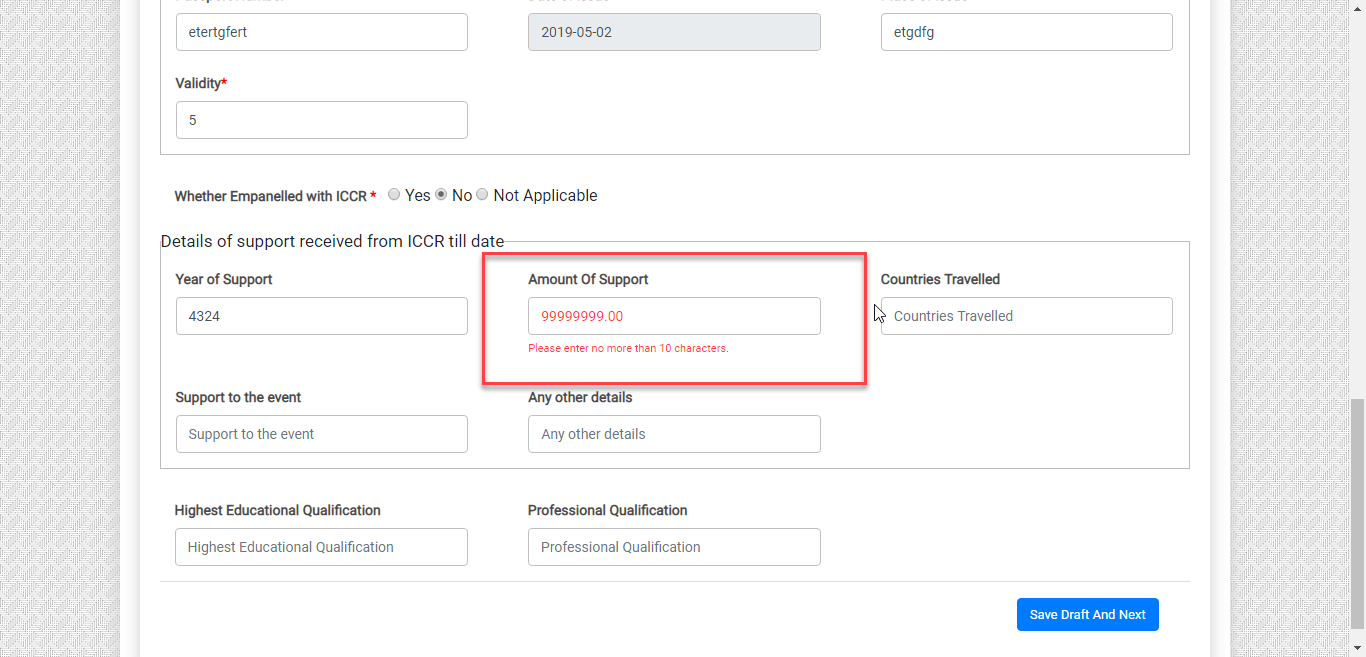 etertgfert 2019-05-02 etgdfg
Validity*
5
Whether Empanelled with ICCR * Yes No Not Applicable
Details of support received from ICCR till date
Year of Support Amount Of Support Countries Travelled
4324 99999999.00 Countries Travelled
Please enter no more than 10 characters.
Support to the event Any other details
Support to the event Any other details
Highest Educational Qualification Professional Qualification
Highest Educational Qualification Professional Qualification
Save Draft And Next